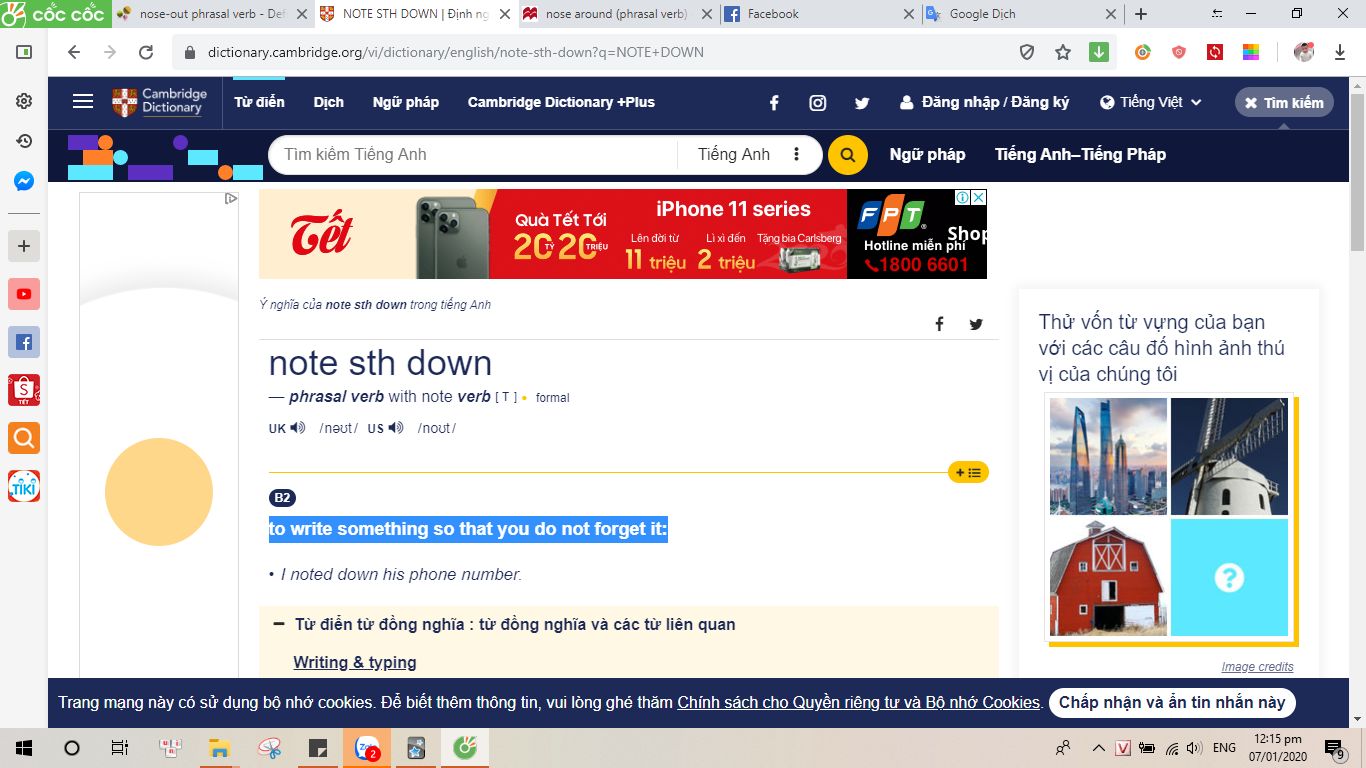 CỐC CỐC
nose-out phrasal verb - Def
NOTE STH DOWN | Định ng
nose around (phrasal verb)
Facebook
Google Dịch
dictionary.cambridge.org/vi/dictionary/english/note-sth-down?q=NOTE+DOWN
Cambridge
Dictionary
Từ điển
Dịch
Ngữ pháp
Cambridge Dictionary +Plus
Đăng nhập / Đăng ký
Tiếng Việt
Tìm kiếm
Tìm kiếm Tiếng Anh
Tiếng Anh
Ngữ pháp
Tiếng Anh–Tiếng Pháp
Tết
Quà Tết Tới
20 TỶ 20 TRIỆU
iPhone 11 series
Lên đời từ
11 triệu
Lì xì đến
2 triệu
Tặng bia Carlsberg
FPT Shop
Hotline miễn phí
1800 6601
Ý nghĩa của note sth down trong tiếng Anh
note sth down
— phrasal verb with note verb [ T ] • formal
UK /nəʊt/ US /noʊt/
B2
to write something so that you do not forget it:
• I noted down his phone number.
Từ điển từ đồng nghĩa : từ đồng nghĩa và các từ liên quan
Writing & typing
Thử vốn từ vựng của bạn
với các câu đố hình ảnh thú
vị của chúng tôi
Image credits
Trang mạng này có sử dụng bộ nhớ cookies. Để biết thêm thông tin, vui lòng ghé thăm Chính sách cho Quyền riêng tư và Bộ nhớ Cookies. Chấp nhận và ẩn tin nhắn này
TẾT
TIKI
2
V
ENG
12:15 pm
07/01/2020
9